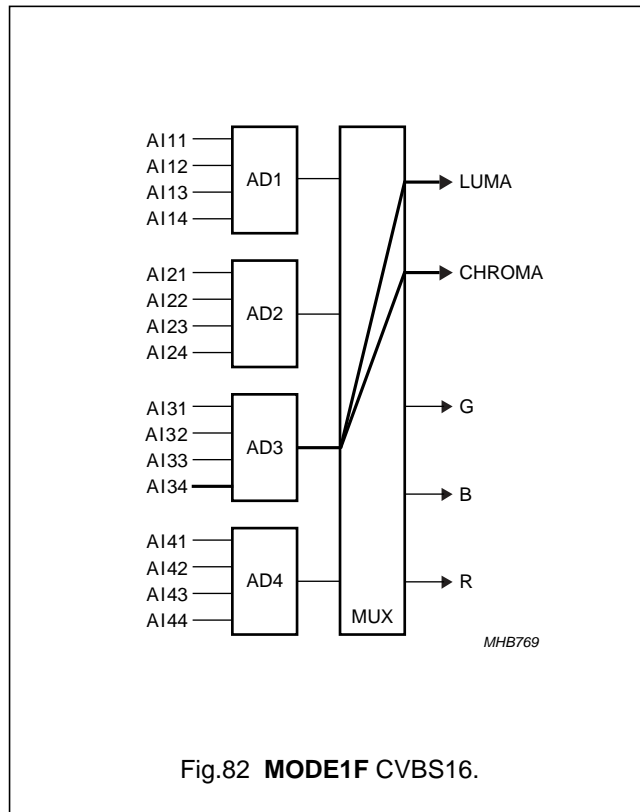 AI11
AI12
AI13
AI14
AD1
AI21
AI22
AI23
AI24
AD2
AI31
AI32
AI33
AI34
AD3
AI41
AI42
AI43
AI44
AD4
MUX
LUMA
CHROMA
G
B
R
MHB769
Fig.82 MODE1F CVBS16.